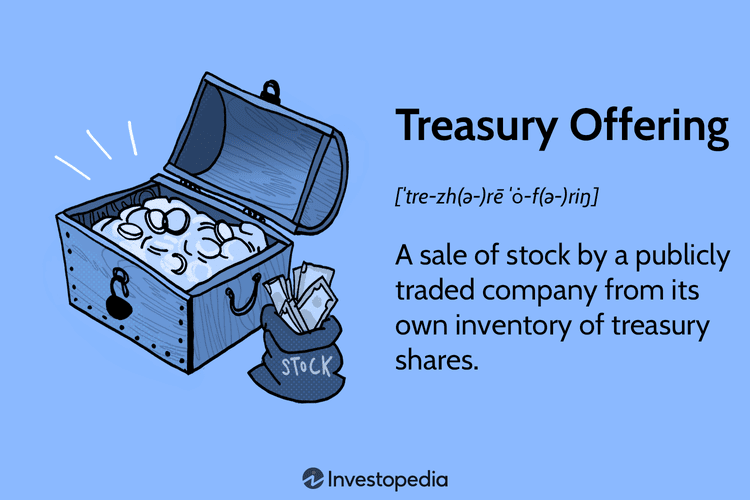 Treasury Offering
[ˈtre-zh(ə-)rē ˈȯ-f(ə-)riŋ]
A sale of stock by a publicly
traded company from its
own inventory of treasury
shares.
STOCK
Investopedia